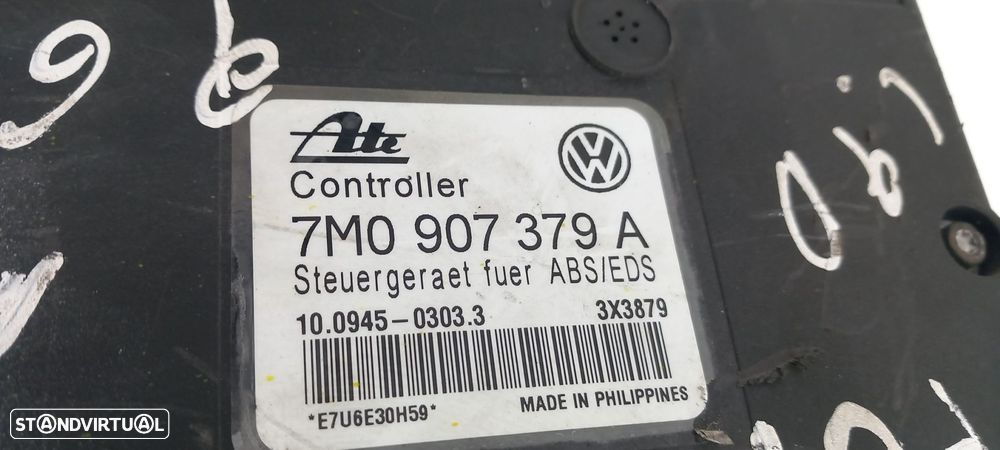 Ate
Controller
7M0 907 379 A
Steuergeraet fuer ABS/EDS
10.0945-0303.3 3X3879
*E7U6E30H59* MADE IN PHILIPPINES
STANDVIRTUAL